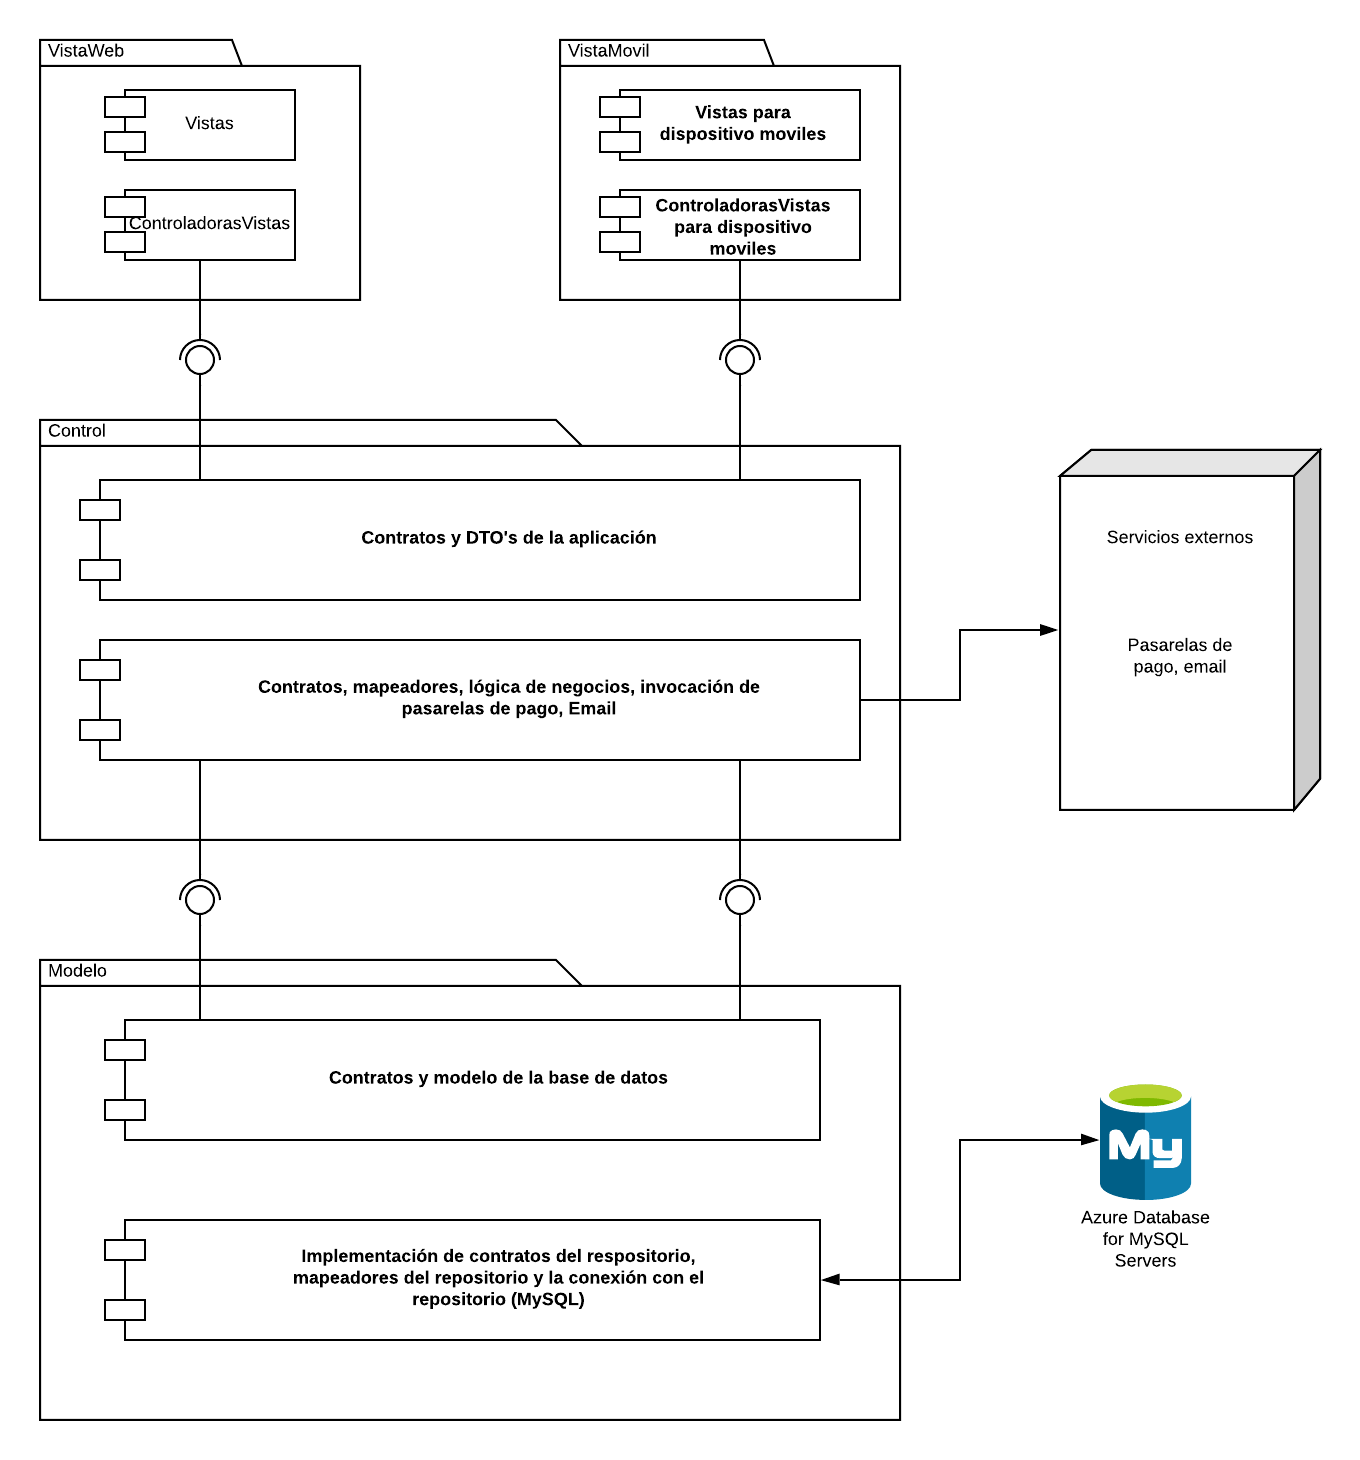 VistaWeb
Vistas
ControladorasVistas
VistaMovil
Vistas para
dispositivo moviles
ControladorasVistas
para dispositivo
moviles
Control
Contratos y DTO's de la aplicación
Contratos, mapeadores, lógica de negocios, invocación de
pasarelas de pago, Email
Servicios externos
Pasarelas de
pago, email
Modelo
Contratos y modelo de la base de datos
Implementación de contratos del respositorio,
mapeadores del repositorio y la conexión con el
repositorio (MySQL)
My
Azure Database
for MySQL
Servers